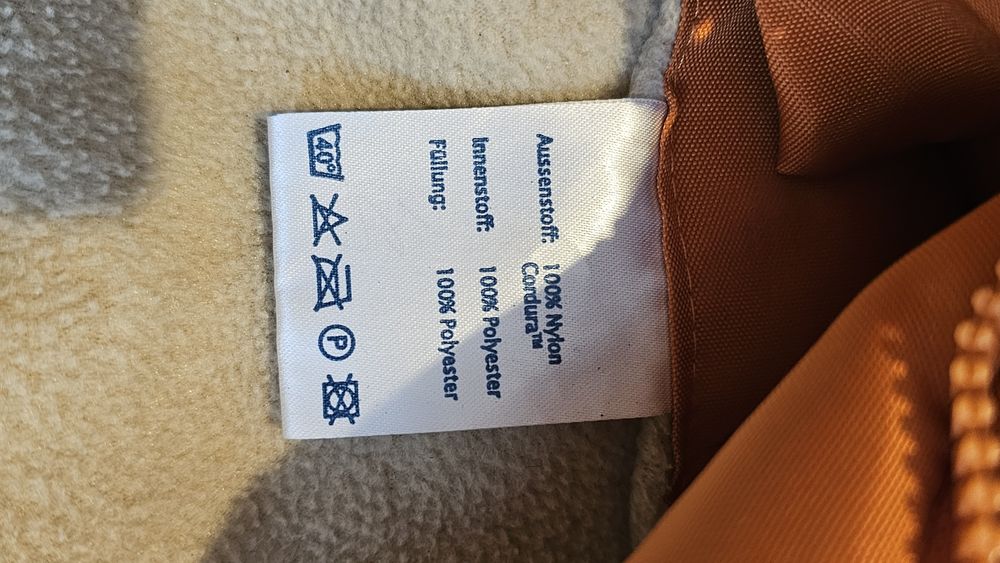 Aussenstoff: 100% Nylon
Cordura™
Innenstoff: 100% Polyester
Füllung: 100% Polyester
40° P